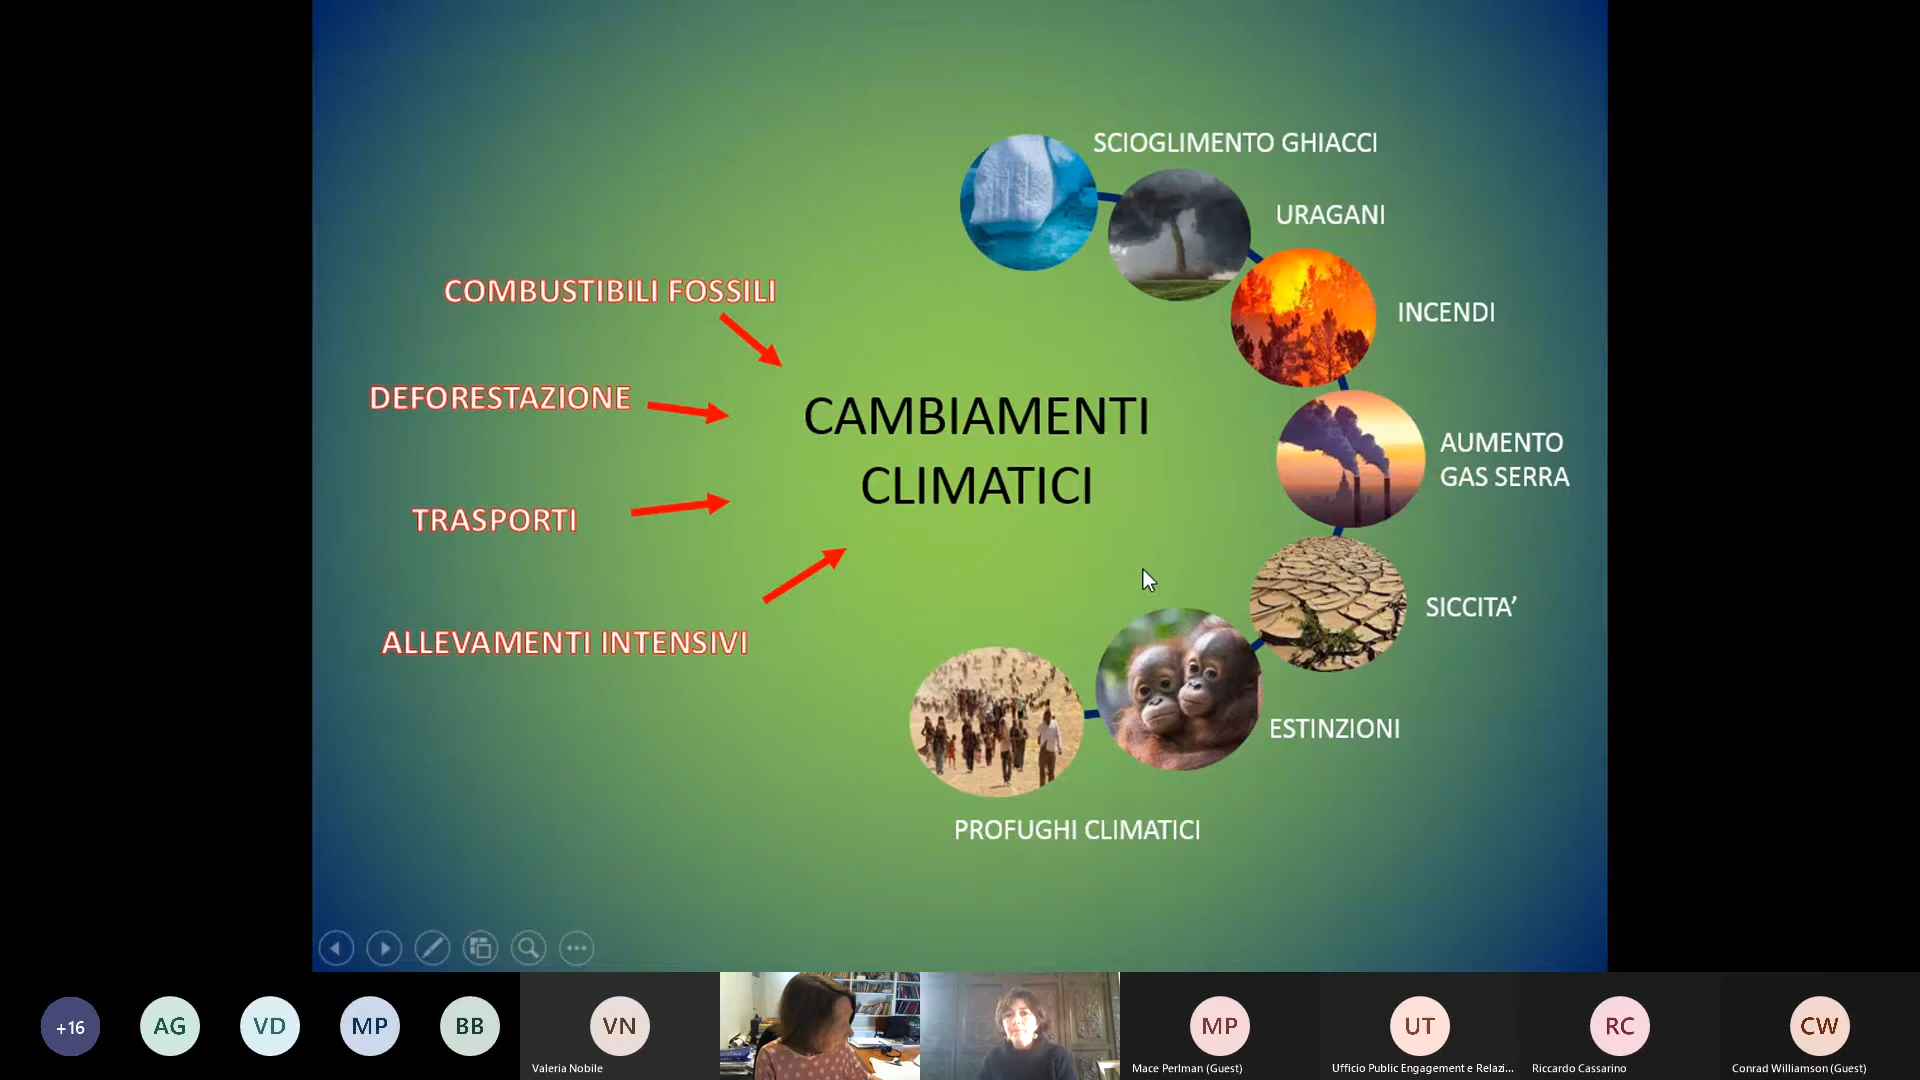 SCIOGLIMENTO GHIACCI
URAGANI
COMBUSTIBILI FOSSILI
INCENDI
DEFORESTAZIONE
CAMBIAMENTI
CLIMATICI
AUMENTO
GAS SERRA
TRASPORTI
SICCITA’
ALLEVAMENTI INTENSIVI
ESTINZIONI
PROFUGHI CLIMATICI
+16
AG
VD
MP
BB
VN
Valeria Nobile
MP
Mace Perlman (Guest)
UT
Ufficio Public Engagement e Relazi...
RC
Riccardo Cassarino
CW
Conrad Williamson (Guest)